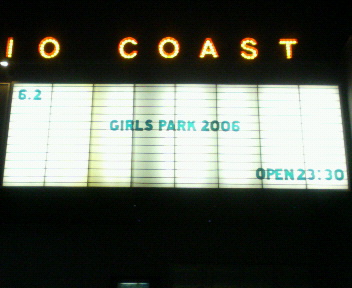 IO COAST
6.2
GIRLS PARK 2006
OPEN 23:30